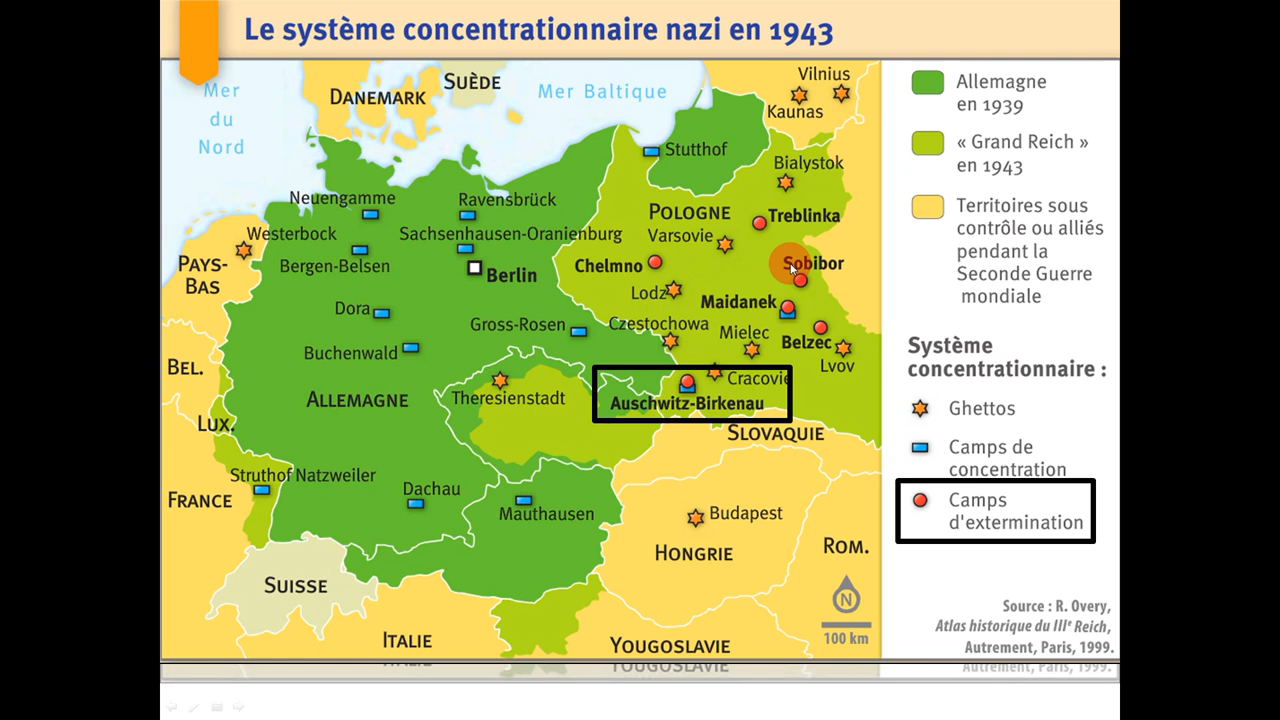 Le système concentrationnaire nazi en 1943
Mer
du
Nord
DANEMARK
SUÈDE
Mer Baltique
Vilnius
Kaunas
Stutthof
Bialystok
Neuengamme
Ravensbrück
POLOGNE
Treblinka
Westerbock
Sachsenhausen-Oranienburg
Varsovie
PAYS-
BAS
Bergen-Belsen
Berlin
Chelmno
Sobibor
Lodz
Maidanek
Dora
Gross-Rosen
Czestochowa
Mielec
Belzec
Buchenwald
Lvov
BEL.
Theresienstadt
Cracovie
ALLEMAGNE
Auschwitz-Birkenau
LUX.
SLOVAQUIE
Struthof Natzweiler
FRANCE
Dachau
Mauthausen
Budapest
HONGRIE
ROM.
SUISSE
N
100 km
ITALIE
YOUGOSLAVIE
YOUGOSLAVIE
Allemagne
en 1939
« Grand Reich »
en 1943
Territoires sous
contrôle ou alliés
pendant la
Seconde Guerre
mondiale
Système
concentrationnaire :
Ghettos
Camps de
concentration
Camps
d'extermination
Source : R. Overy,
Atlas historique du IIIe Reich,
Autrement, Paris, 1999.
Autrement, Paris, 1999.